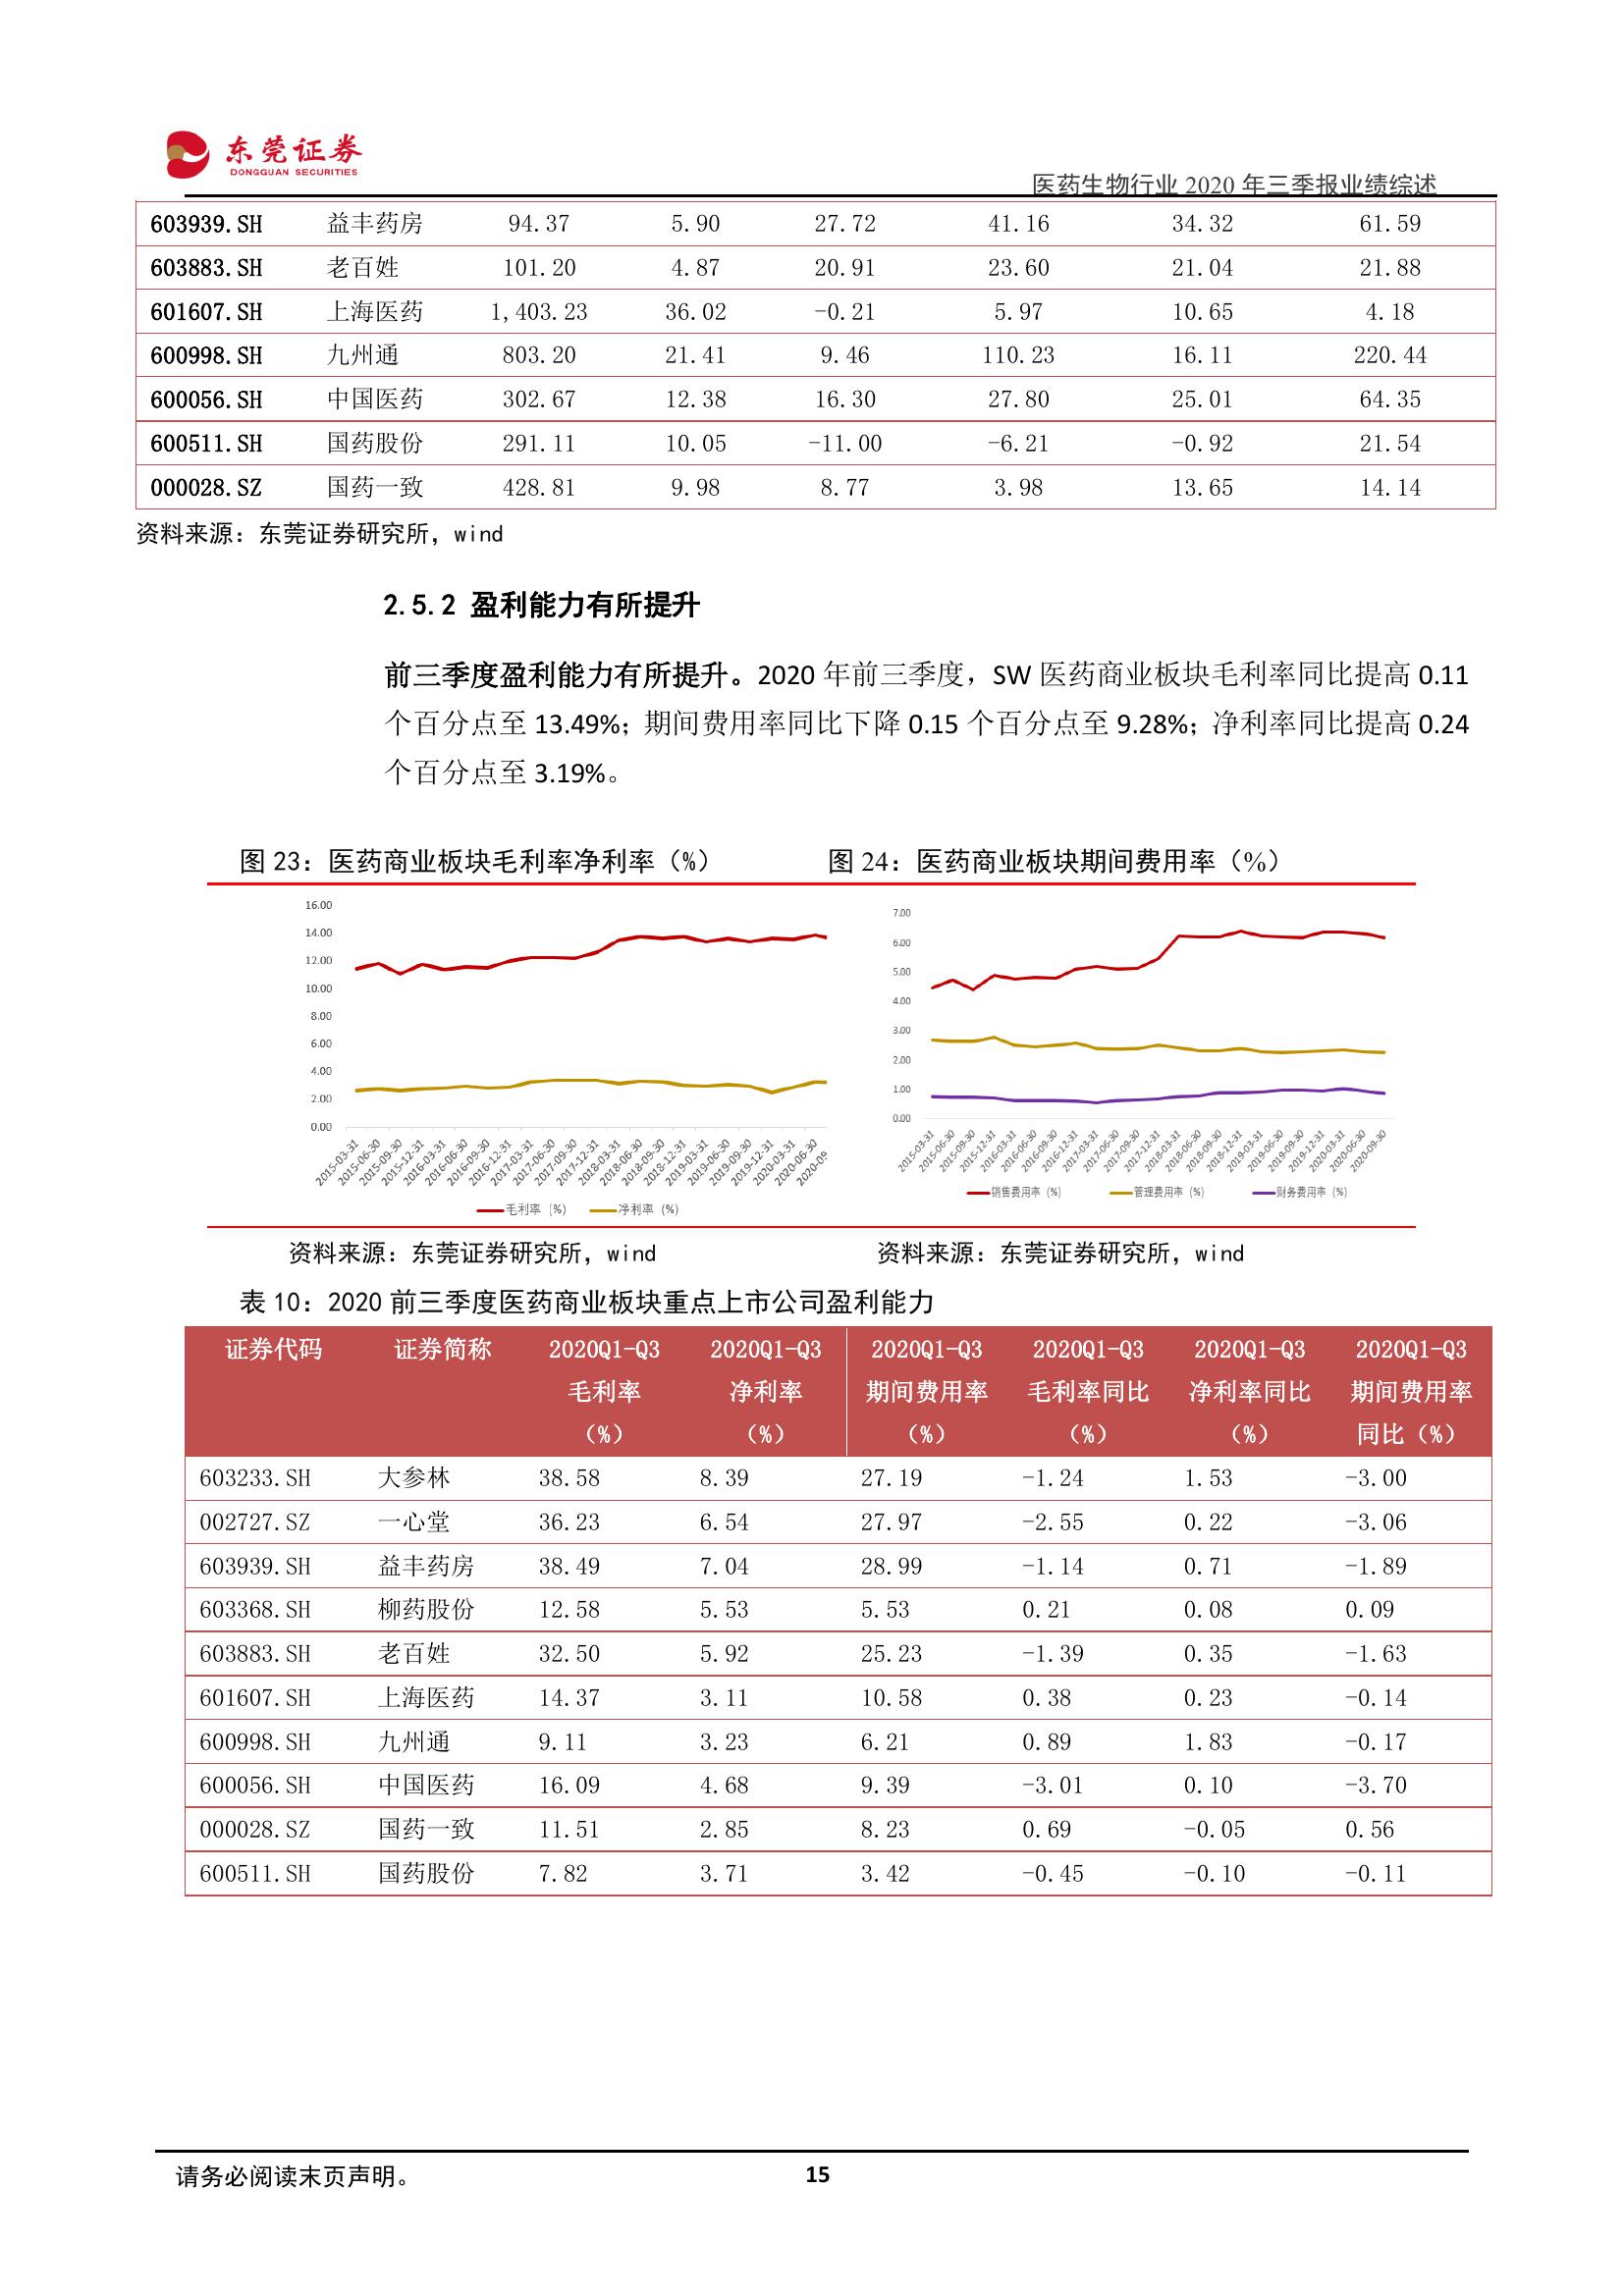 东莞证券
DONGGUAN SECURITIES
医药生物行业 2020 年三季报业绩综述
603939.SH 益丰药房 94.37 5.90 27.72 41.16 34.32 61.59
603883.SH 老百姓 101.20 4.87 20.91 23.60 21.04 21.88
601607.SH 上海医药 1,403.23 36.02 -0.21 5.97 10.65 4.18
600998.SH 九州通 803.20 21.41 9.46 110.23 16.11 220.44
600056.SH 中国医药 302.67 12.38 16.30 27.80 25.01 64.35
600511.SH 国药股份 291.11 10.05 -11.00 -6.21 -0.92 21.54
000028.SZ 国药一致 428.81 9.98 8.77 3.98 13.65 14.14
资料来源：东莞证券研究所，wind
2.5.2 盈利能力有所提升
前三季度盈利能力有所提升。2020 年前三季度，SW 医药商业板块毛利率同比提高 0.11
个百分点至 13.49%；期间费用率同比下降 0.15 个百分点至 9.28%；净利率同比提高 0.24
个百分点至 3.19%。
图 23：医药商业板块毛利率净利率（%）
16.00
14.00
12.00
10.00
8.00
6.00
4.00
2.00
0.00
2015-03-31 2015-06-30 2015-09-30 2015-12-31 2016-03-31 2016-06-30 2016-09-30 2016-12-31 2017-03-31 2017-06-30 2017-09-30 2017-12-31 2018-03-31 2018-06-30 2018-09-30 2018-12-31 2019-03-31 2019-06-30 2019-09-30 2019-12-31 2020-03-31 2020-06-30 2020-09
毛利率（%） 净利率（%）
资料来源：东莞证券研究所，wind
图 24：医药商业板块期间费用率（%）
7.00
6.00
5.00
4.00
3.00
2.00
1.00
0.00
2015-03-31 2015-06-30 2015-09-30 2015-12-31 2016-03-31 2016-06-30 2016-09-30 2016-12-31 2017-03-31 2017-06-30 2017-09-30 2017-12-31 2018-03-31 2018-06-30 2018-09-30 2018-12-31 2019-03-31 2019-06-30 2019-09-30 2019-12-31 2020-03-31 2020-06-30 2020-09-30
销售费用率（%） 管理费用率（%） 财务费用率（%）
资料来源：东莞证券研究所，wind
表 10：2020 前三季度医药商业板块重点上市公司盈利能力
证券代码 证券简称 2020Q1-Q3 2020Q1-Q3 2020Q1-Q3 2020Q1-Q3 2020Q1-Q3 2020Q1-Q3
毛利率 净利率 期间费用率 毛利率同比 净利率同比 期间费用率
（%） （%） （%） （%） （%） 同比（%）
603233.SH 大参林 38.58 8.39 27.19 -1.24 1.53 -3.00
002727.SZ 一心堂 36.23 6.54 27.97 -2.55 0.22 -3.06
603939.SH 益丰药房 38.49 7.04 28.99 -1.14 0.71 -1.89
603368.SH 柳药股份 12.58 5.53 5.53 0.21 0.08 0.09
603883.SH 老百姓 32.50 5.92 25.23 -1.39 0.35 -1.63
601607.SH 上海医药 14.37 3.11 10.58 0.38 0.23 -0.14
600998.SH 九州通 9.11 3.23 6.21 0.89 1.83 -0.17
600056.SH 中国医药 16.09 4.68 9.39 -3.01 0.10 -3.70
000028.SZ 国药一致 11.51 2.85 8.23 0.69 -0.05 0.56
600511.SH 国药股份 7.82 3.71 3.42 -0.45 -0.10 -0.11
请务必阅读末页声明。
15